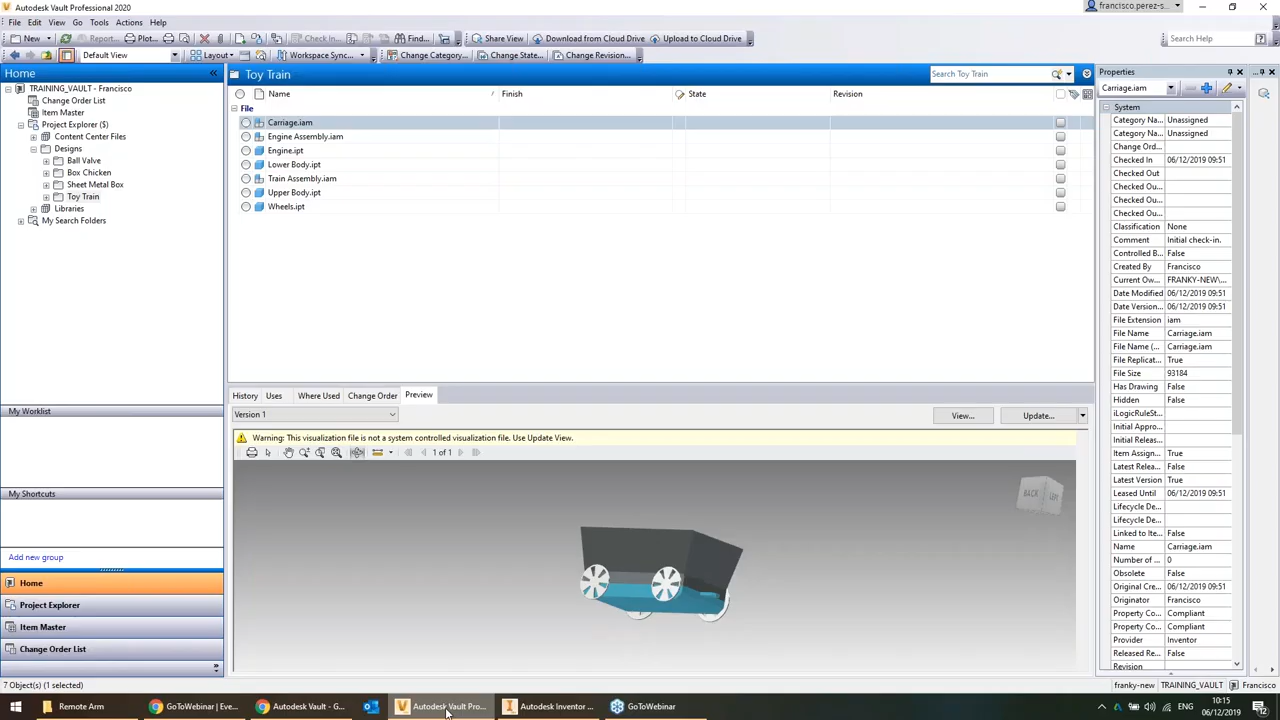 Autodesk Vault Professional 2020
francisco.perez-s...
File Edit View Go Tools Actions Help
New Report... Plot... Check In... Find... Share View Download from Cloud Drive Upload to Cloud Drive Search Help
Default View Layout Workspace Sync... Change Category... Change State... Change Revision...
Home
TRAINING_VAULT - Francisco
Change Order List
Item Master
Project Explorer ($)
Content Center Files
Designs
Ball Valve
Box Chicken
Sheet Metal Box
Toy Train
Libraries
My Search Folders
My Worklist
My Shortcuts
Add new group
Home
Project Explorer
Item Master
Change Order List
Toy Train
Search Toy Train
Name / Finish State Revision
File
Carriage.iam
Engine Assembly.iam
Engine.ipt
Lower Body.ipt
Train Assembly.iam
Upper Body.ipt
Wheels.ipt
History Uses Where Used Change Order Preview
Version 1
View... Update...
Warning: This visualization file is not a system controlled visualization file. Use Update View.
1 of 1
BACK
Properties
Carriage.iam
System
Category Na... Unassigned
Category Na... Unassigned
Change Ord...
Checked In 06/12/2019 09:51
Checked Out
Checked Ou...
Checked Ou...
Checked Ou...
Classification None
Comment Initial check-in.
Controlled B... False
Created By Francisco
Current Ow... FRANKY-NEW\...
Date Modified 06/12/2019 09:51
Date Version... 06/12/2019 09:51
File Extension iam
File Name Carriage.iam
File Name (... Carriage.iam
File Replicat... True
File Size 93184
Has Drawing False
Hidden False
iLogicRuleSt...
Initial Appro...
Initial Releas...
Item Assign... True
Latest Relea... False
Latest Version True
Leased Until 06/12/2019 09:51
Lifecycle De...
Lifecycle De...
Linked to Ite... False
Name Carriage.iam
Number of ... 0
Obsolete False
Original Cre... 06/12/2019 09:51
Originator Francisco
Property Co... Compliant
Property Co... Compliant
Provider Inventor
Released Re... False
Revision
7 Object(s) (1 selected)
franky-new TRAINING_VAULT Francisco
Remote Arm GoToWebinar | Eve... Autodesk Vault - G... Autodesk Vault Pro... Autodesk Inventor ... GoToWebinar
10:15
06/12/2019